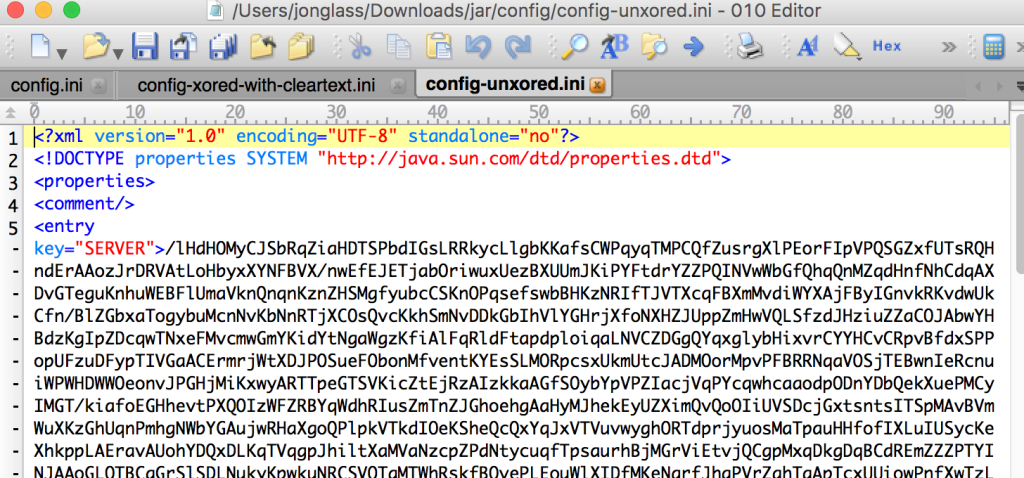 /Users/jonglass/Downloads/jar/config/config-unxored.ini - 010 Editor
Hex
config.ini config-xored-with-cleartext.ini config-unxored.ini
0 10 20 30 40 50 60 70 80 90
1 <?xml version="1.0" encoding="UTF-8" standalone="no"?>
2 <!DOCTYPE properties SYSTEM "http://java.sun.com/dtd/properties.dtd">
3 <properties>
4 <comment/>
5 <entry
key="SERVER">/lHdHOMyCJSbRqZiaHDTSPbdIGsLRRkycLlgbKKafsCWPqyqTMPCQfZusrgXlPEorFIpVPQSGZxfUTsRQH
ndErAAozJrDRVAtLoHbyxXYNFBVX/nwEfEJETjabOriwuxUezBXUUmJKiPYFtdrYZZPQINVwWbGfQhqQnMZqdHnfNhCdqAX
DvGTeguKnhuWEBFlUmaVknQnqnKznZHSMgfyubcCSKnOPqsefswbBHKzNRIfTJVTXcqFBXmMvdiWYXAjFByIGnvkRKvdwUk
Cfn/BlZGbxaTogybuMcnNvKbNnRTjXCOsQvcKkhSmNvDDkGbIhVlYGHrjXfoNXHZJUppZmHwVQLSfzdJHziuZZaCOJAbwYH
BdzKgIpZDcqwTNxeFMvcmwGmYKidYtNgaWgzKfiAlFqRldFtapdploiqaLNVCZDGgQYqxglybHixvrCYYHCvCRpvBfdxSPP
opUFzuDFypTIVGaACErmrjWtXDJPOSueFObonMfventKYEsSLMORpcsxUkmUtcJADMOorMpvPFBRRNqaVOSjTEBwnIeRcnu
iWPWHDWWOeonvJPGHjMiKxwyARTTpeGTSVKicZtEjRzAIzkkaAGfSOybYpVPZIacjVqPYcqwhcaaodpODnYDbQekXuePMCy
IMGT/kiafoEGHhevtPXQOIzWFZRBYqWdhRIusZmTnZJGhoehgAaHyMJhekEyUZXimQvQoOIiUVSDcjGxtsntsITSpMAvBVm
WuXKzGhUqnPmhgNWbYGAujwRHaXgoQPlpkVTkdIOeKSheQcQxYqJxVTVuvwyghORTdprjyuosMaTpauHHfofIXLuIUSycKe
XhkppLAEravAUohYDQxDLKqTVqgpJhiltXaMVaNzcpZPdNtycuqfTpsaurhBjMGrViEtvjQCgpMxqDkgDqBCdREmZZZPTYI